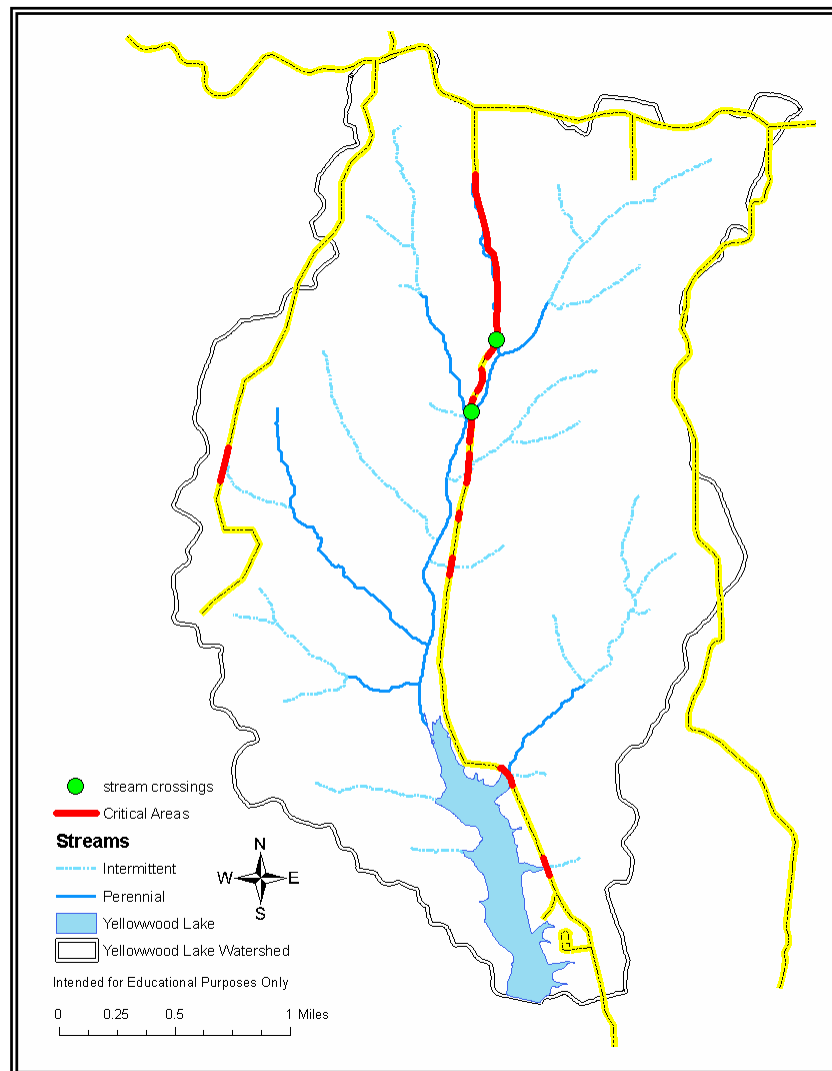 stream crossings
Critical Areas
Streams
Intermittent
Perennial
Yellowwood Lake
Yellowwood Lake Watershed
N
W E
S
Intended for Educational Purposes Only
0 0.25 0.5 1 Miles